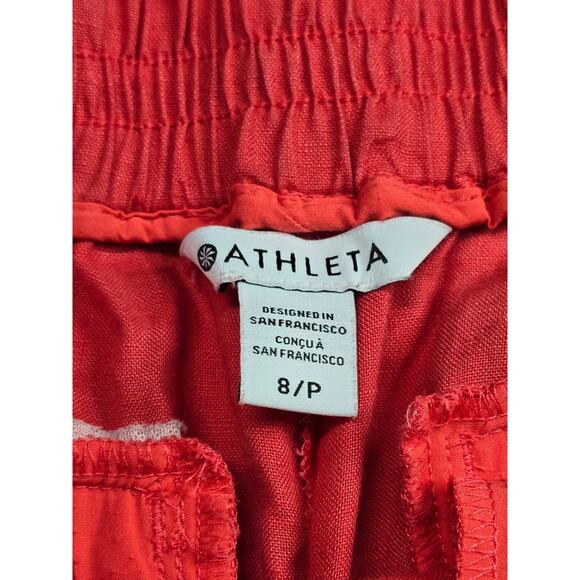 ATHLETA
DESIGNED IN
SAN FRANCISCO
CONÇU À
SAN FRANCISCO
8/P